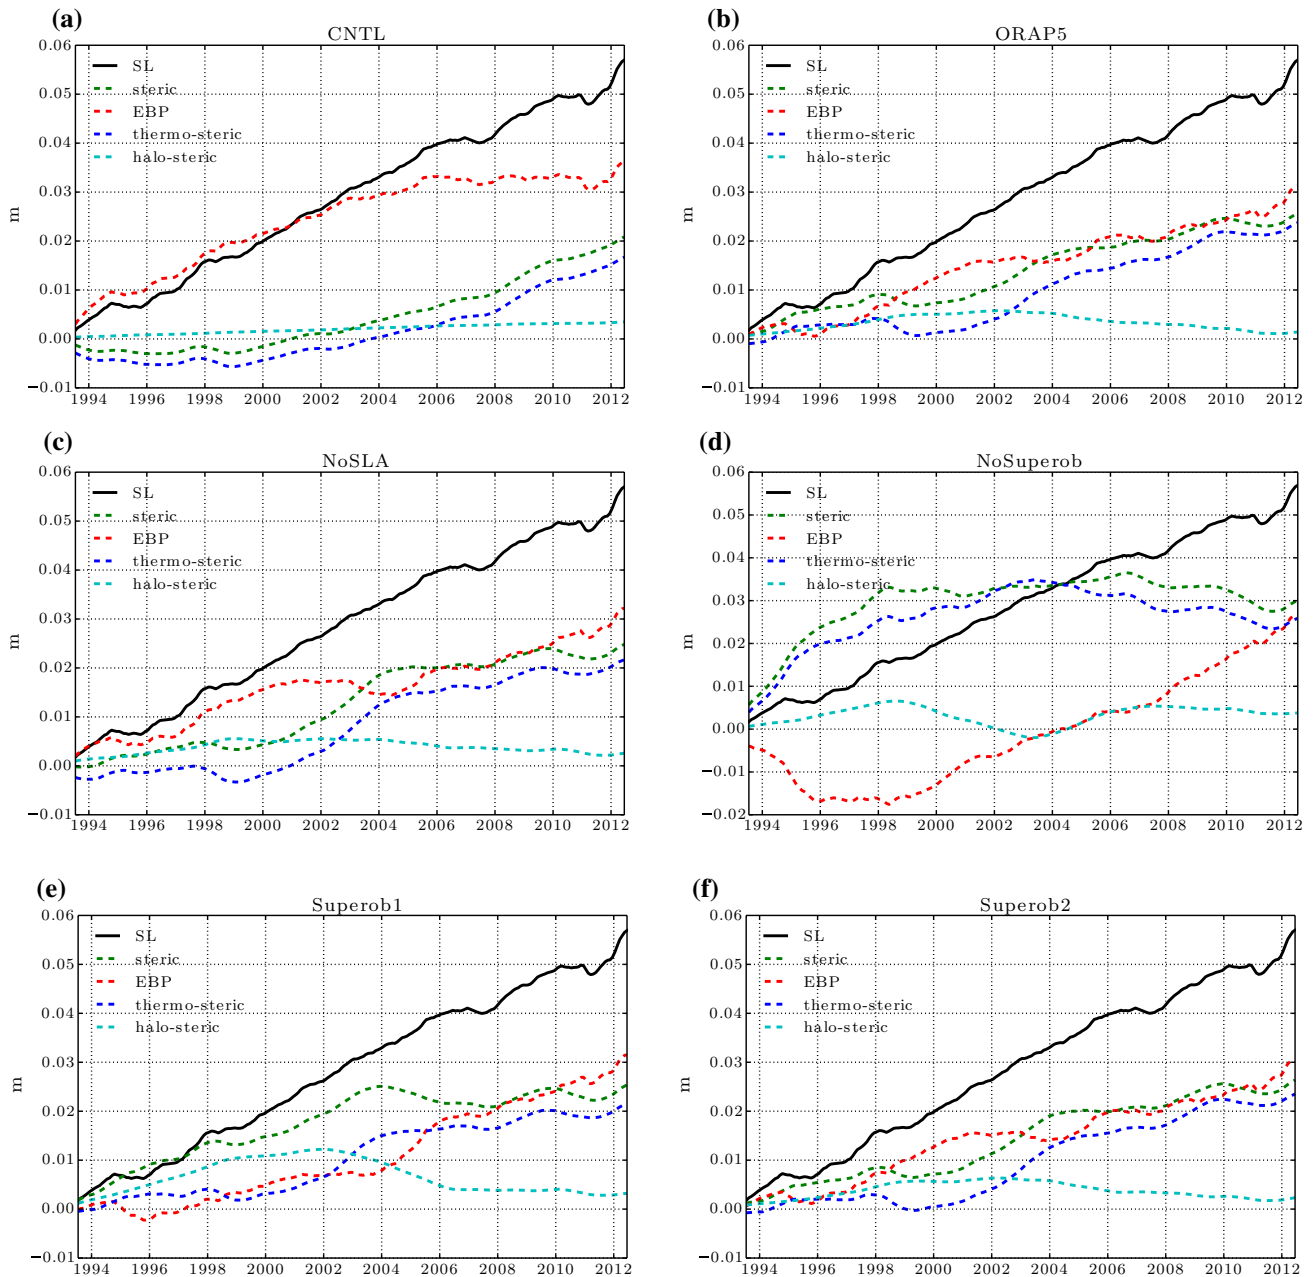 (a)
CNTL
0.06
0.05
0.04
0.03
0.02
0.01
0.00
−0.01
m
SL
steric
EBP
thermo-steric
halo-steric
1994 1996 1998 2000 2002 2004 2006 2008 2010 2012
(b)
ORAP5
0.06
0.05
0.04
0.03
0.02
0.01
0.00
−0.01
m
SL
steric
EBP
thermo-steric
halo-steric
1994 1996 1998 2000 2002 2004 2006 2008 2010 2012
(c)
NoSLA
0.06
0.05
0.04
0.03
0.02
0.01
0.00
−0.01
m
SL
steric
EBP
thermo-steric
halo-steric
1994 1996 1998 2000 2002 2004 2006 2008 2010 2012
(d)
NoSuperob
0.06
0.05
0.04
0.03
0.02
0.01
0.00
−0.01
−0.02
m
SL
steric
EBP
thermo-steric
halo-steric
1994 1996 1998 2000 2002 2004 2006 2008 2010 2012
(e)
Superob1
0.06
0.05
0.04
0.03
0.02
0.01
0.00
−0.01
m
SL
steric
EBP
thermo-steric
halo-steric
1994 1996 1998 2000 2002 2004 2006 2008 2010 2012
(f)
Superob2
0.06
0.05
0.04
0.03
0.02
0.01
0.00
−0.01
m
SL
steric
EBP
thermo-steric
halo-steric
1994 1996 1998 2000 2002 2004 2006 2008 2010 2012